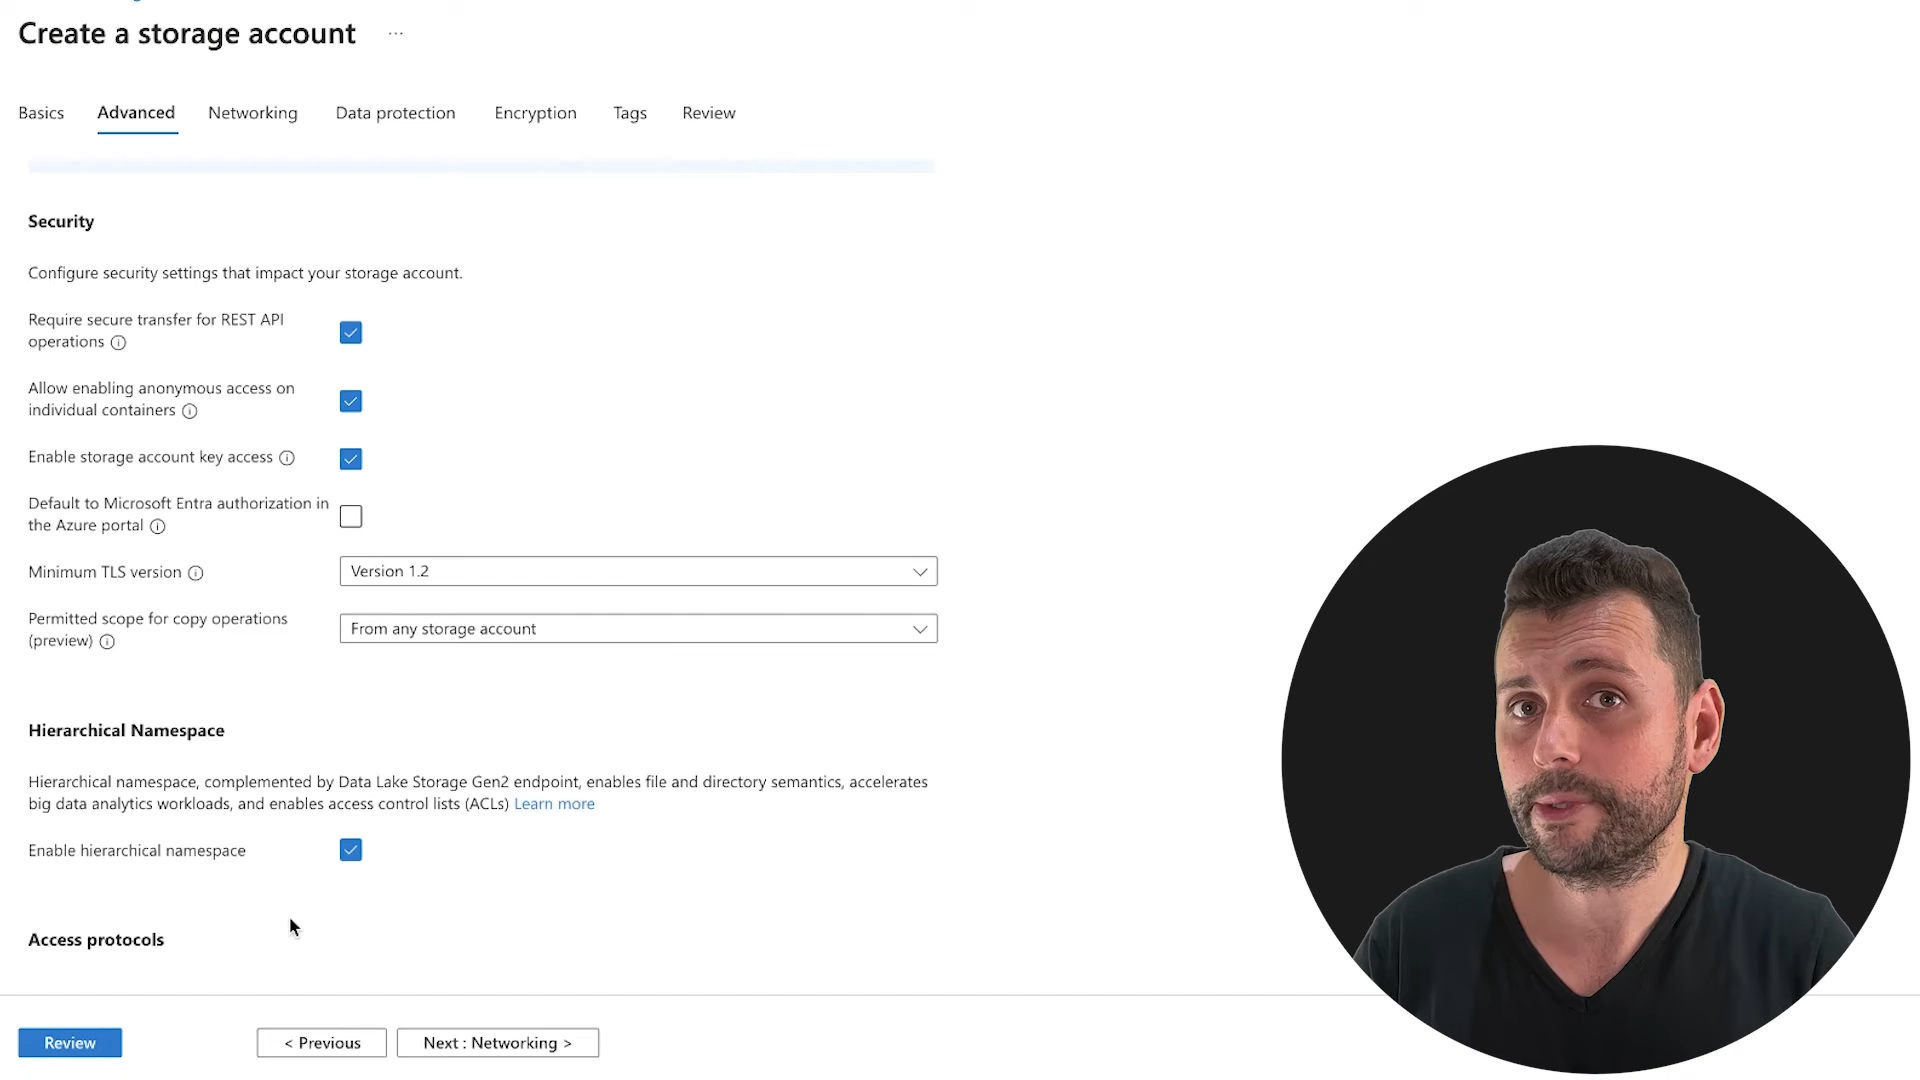 Create a storage account ...
Basics Advanced Networking Data protection Encryption Tags Review
Security
Configure security settings that impact your storage account.
Require secure transfer for REST API
operations
Allow enabling anonymous access on
individual containers
Enable storage account key access
Default to Microsoft Entra authorization in
the Azure portal
Minimum TLS version
Version 1.2
Permitted scope for copy operations
(preview)
From any storage account
Hierarchical Namespace
Hierarchical namespace, complemented by Data Lake Storage Gen2 endpoint, enables file and directory semantics, accelerates
big data analytics workloads, and enables access control lists (ACLs) Learn more
Enable hierarchical namespace
Access protocols
Review < Previous Next : Networking >